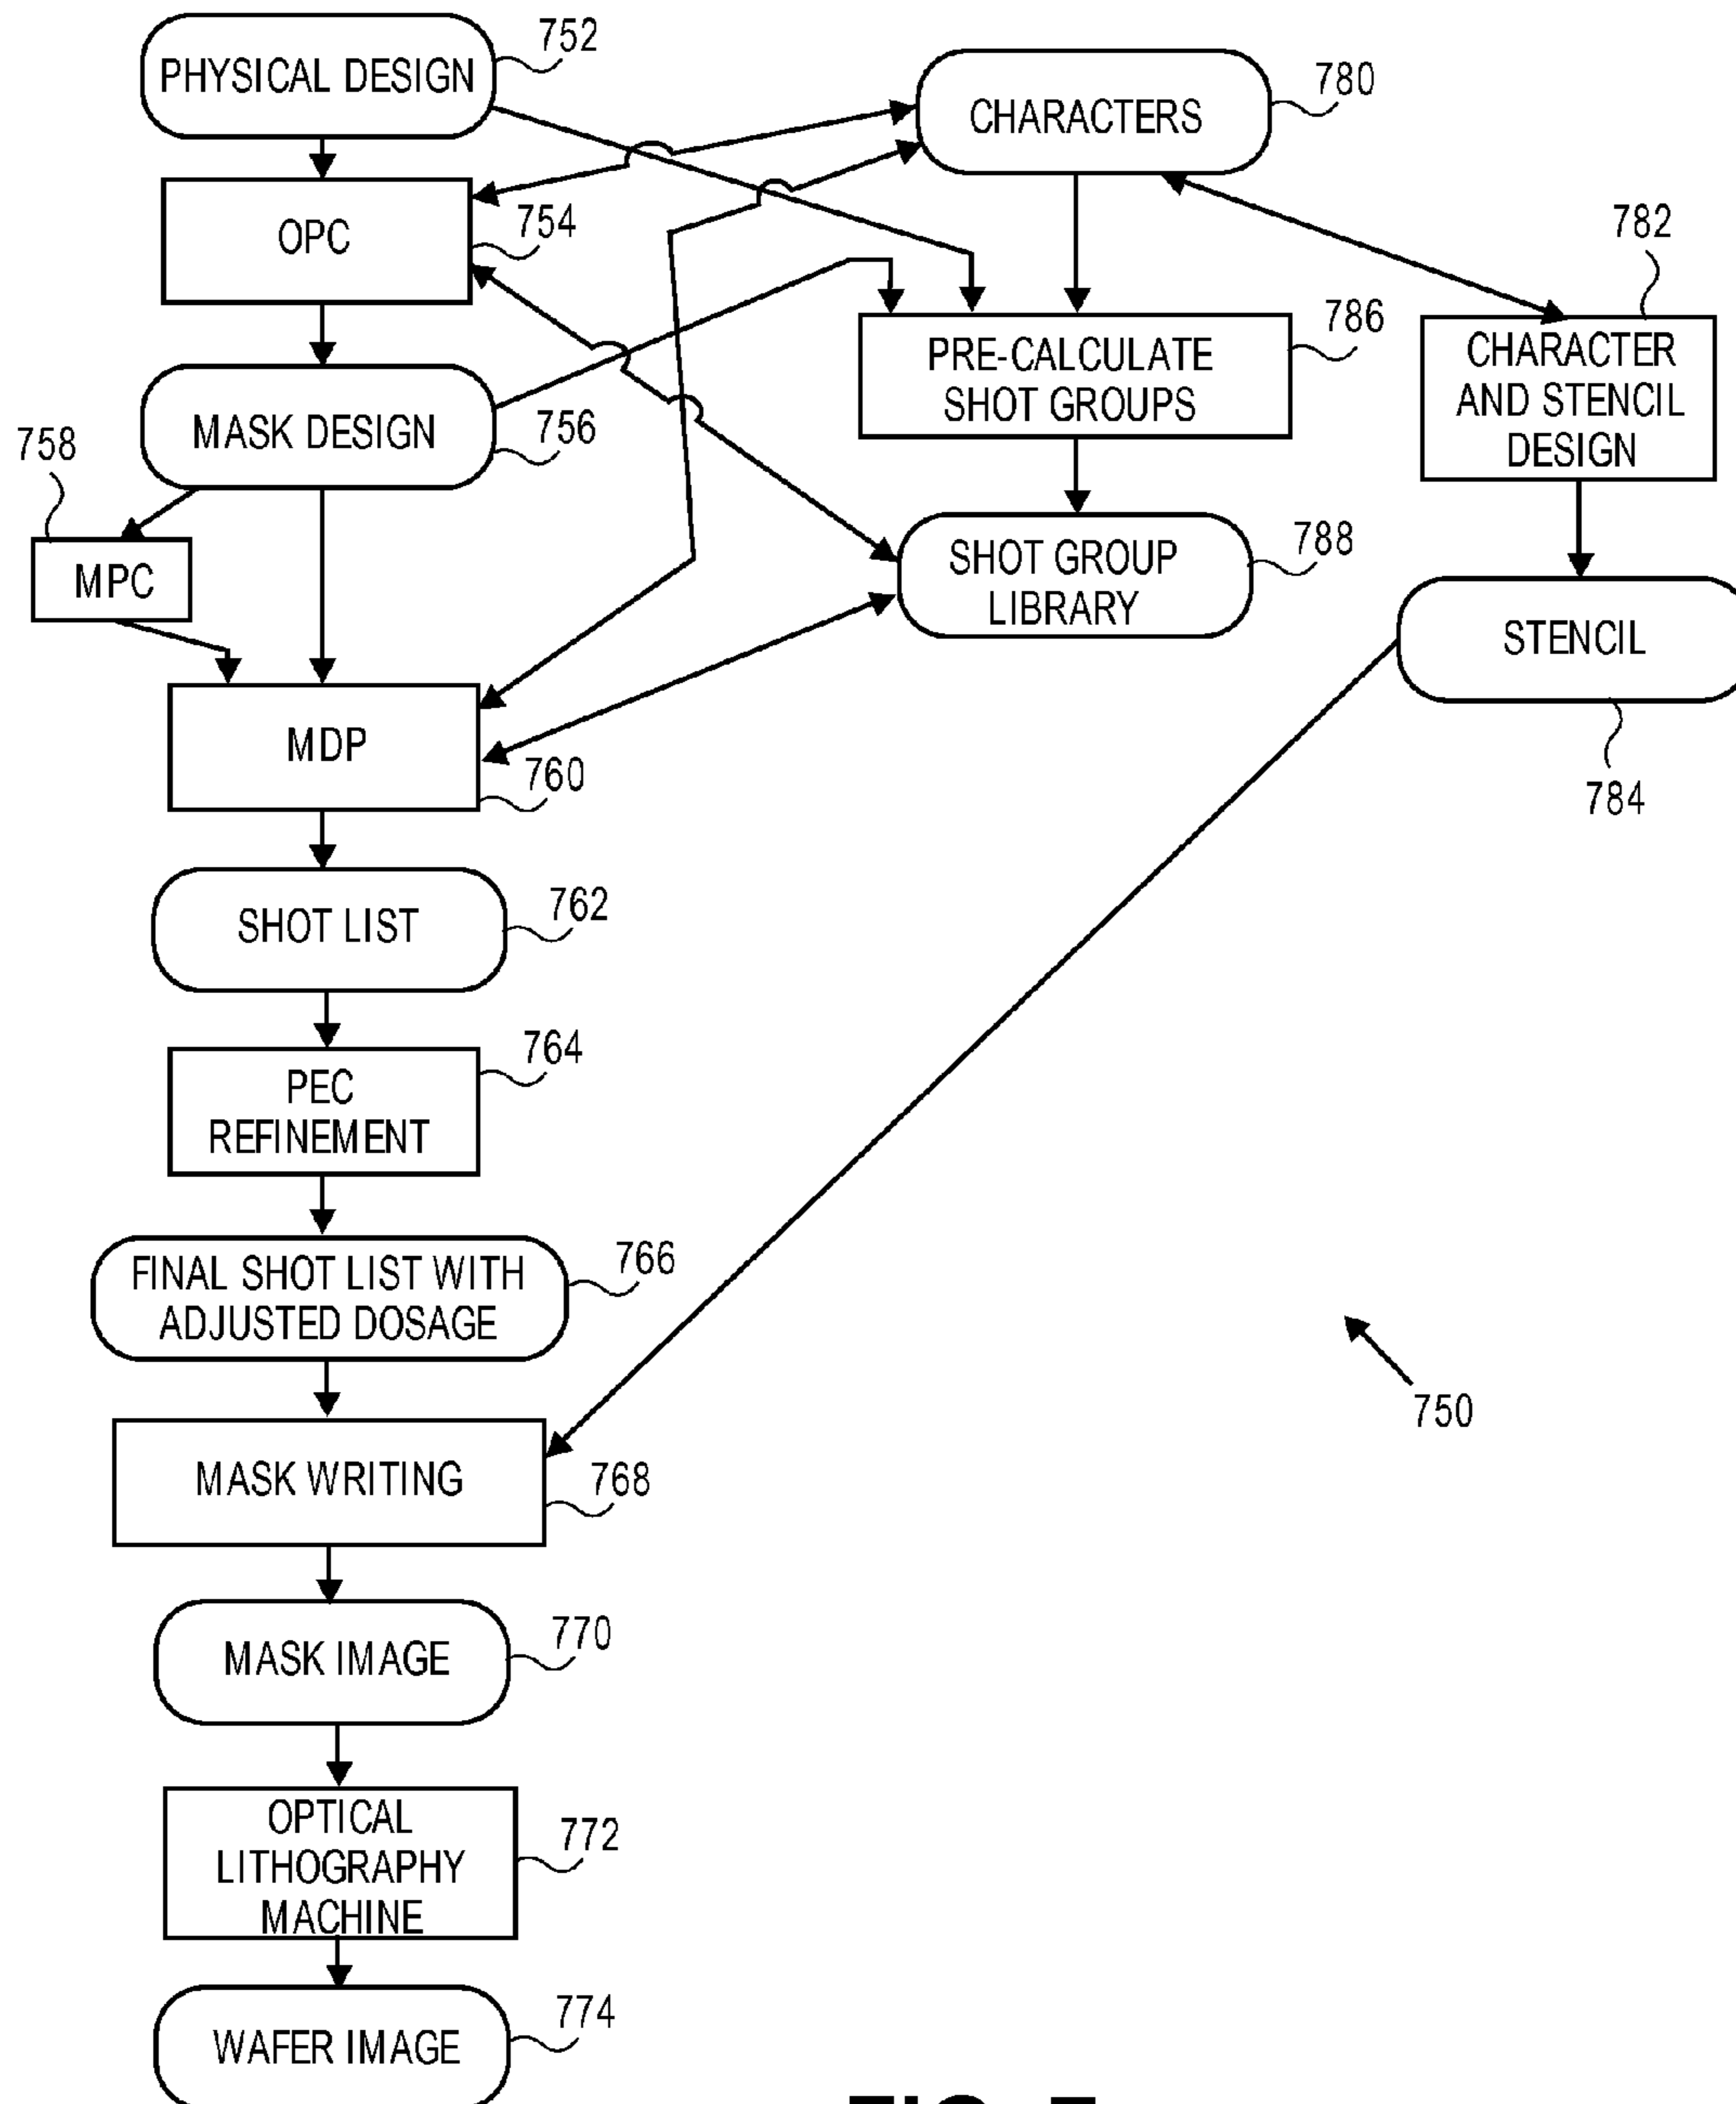 PHYSICAL DESIGN
752
CHARACTERS
780
OPC
754
782
PRE-CALCULATE
SHOT GROUPS
786
CHARACTER
AND STENCIL
DESIGN
MASK DESIGN
756
758
MPC
SHOT GROUP
LIBRARY
788
STENCIL
784
MDP
760
SHOT LIST
762
PEC
REFINEMENT
764
FINAL SHOT LIST WITH
ADJUSTED DOSAGE
766
750
MASK WRITING
768
MASK IMAGE
770
OPTICAL
LITHOGRAPHY
MACHINE
772
WAFER IMAGE
774